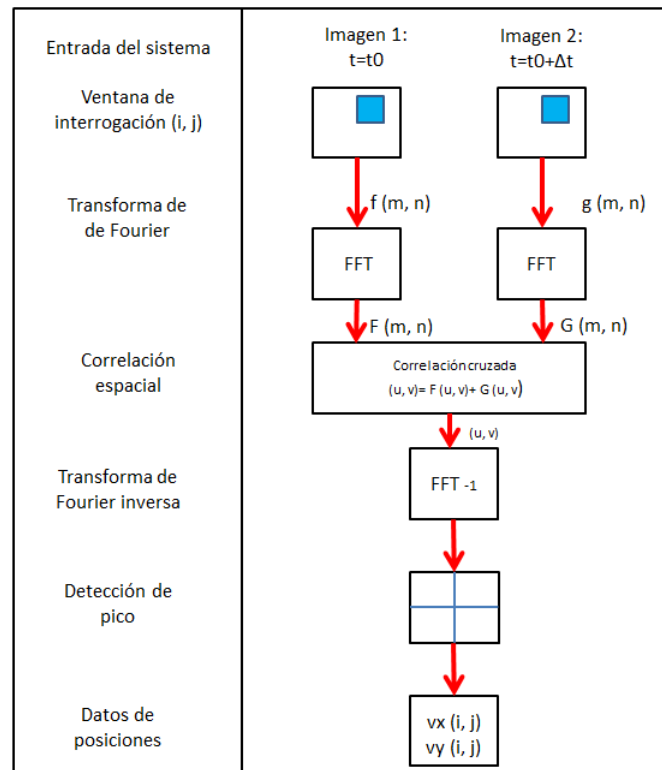 Entrada del sistema
Imagen 1:
t=t0
Imagen 2:
t=t0+Δt
Ventana de
interrogación (i, j)
Transforma de
de Fourier
f (m, n)
g (m, n)
FFT
FFT
F (m, n)
G (m, n)
Correlación
espacial
Correlación cruzada
(u, v)= F (u, v)+ G (u, v)
(u, v)
Transforma de
Fourier inversa
FFT -1
Detección de
pico
Datos de
posiciones
vx (i, j)
vy (i, j)